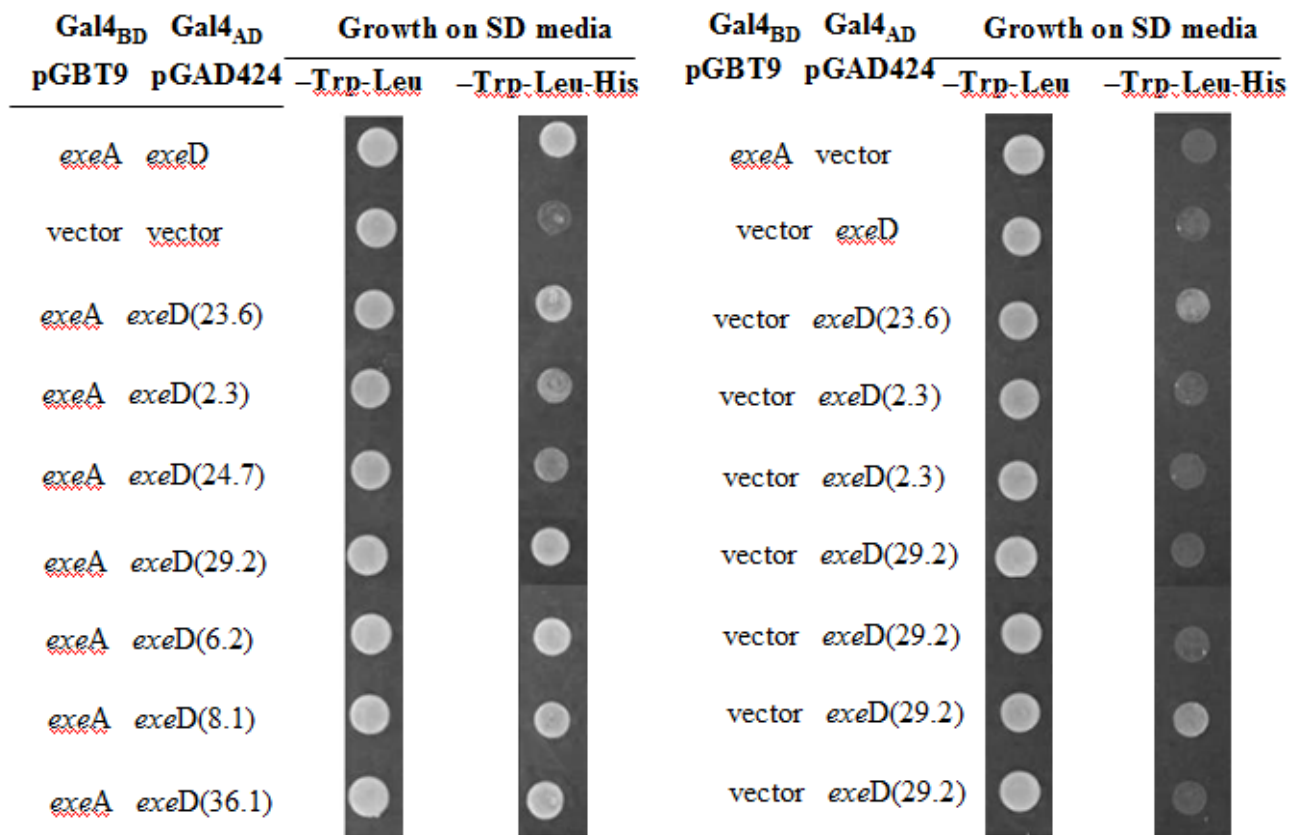 Gal4BD Gal4AD Growth on SD media
pGBT9 pGAD424 –Trp-Leu –Trp-Leu-His
exeA exeD
vector vector
exeA exeD(23.6)
exeA exeD(2.3)
exeA exeD(24.7)
exeA exeD(29.2)
exeA exeD(6.2)
exeA exeD(8.1)
exeA exeD(36.1)
Gal4BD Gal4AD Growth on SD media
pGBT9 pGAD424 –Trp-Leu –Trp-Leu-His
exeA vector
vector exeD
vector exeD(23.6)
vector exeD(2.3)
vector exeD(2.3)
vector exeD(29.2)
vector exeD(29.2)
vector exeD(29.2)
vector exeD(29.2)